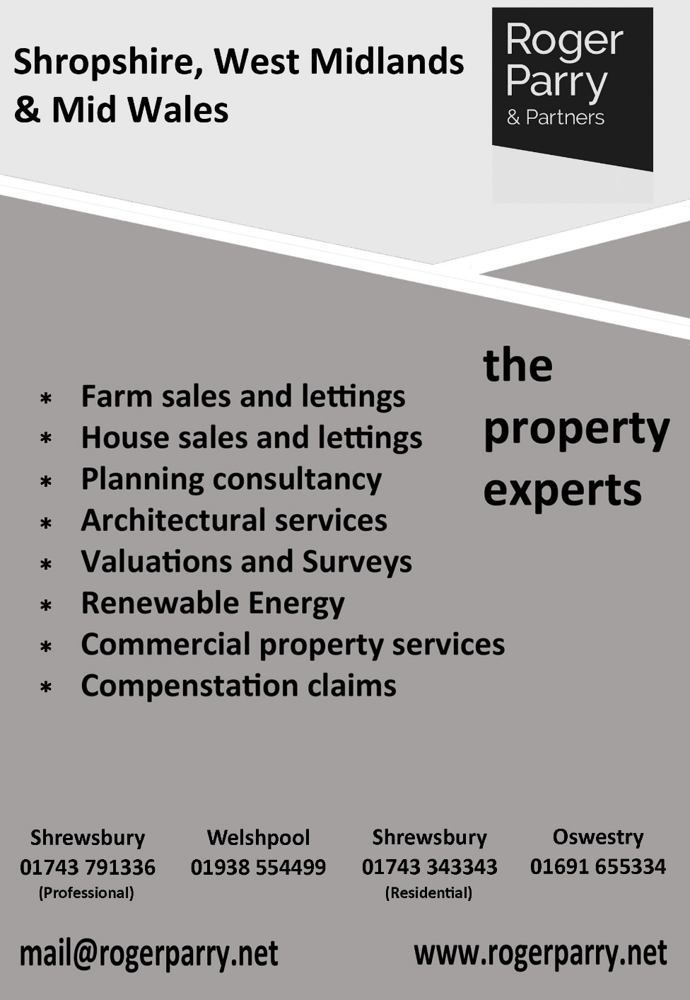 Shropshire, West Midlands
& Mid Wales
Roger
Parry
& Partners
the
property
experts
* Farm sales and lettings
* House sales and lettings
* Planning consultancy
* Architectural services
* Valuations and Surveys
* Renewable Energy
* Commercial property services
* Compenstation claims
Shrewsbury
01743 791336
(Professional)
Welshpool
01938 554499
Shrewsbury
01743 343343
(Residential)
Oswestry
01691 655334
mail@rogerparry.net
www.rogerparry.net